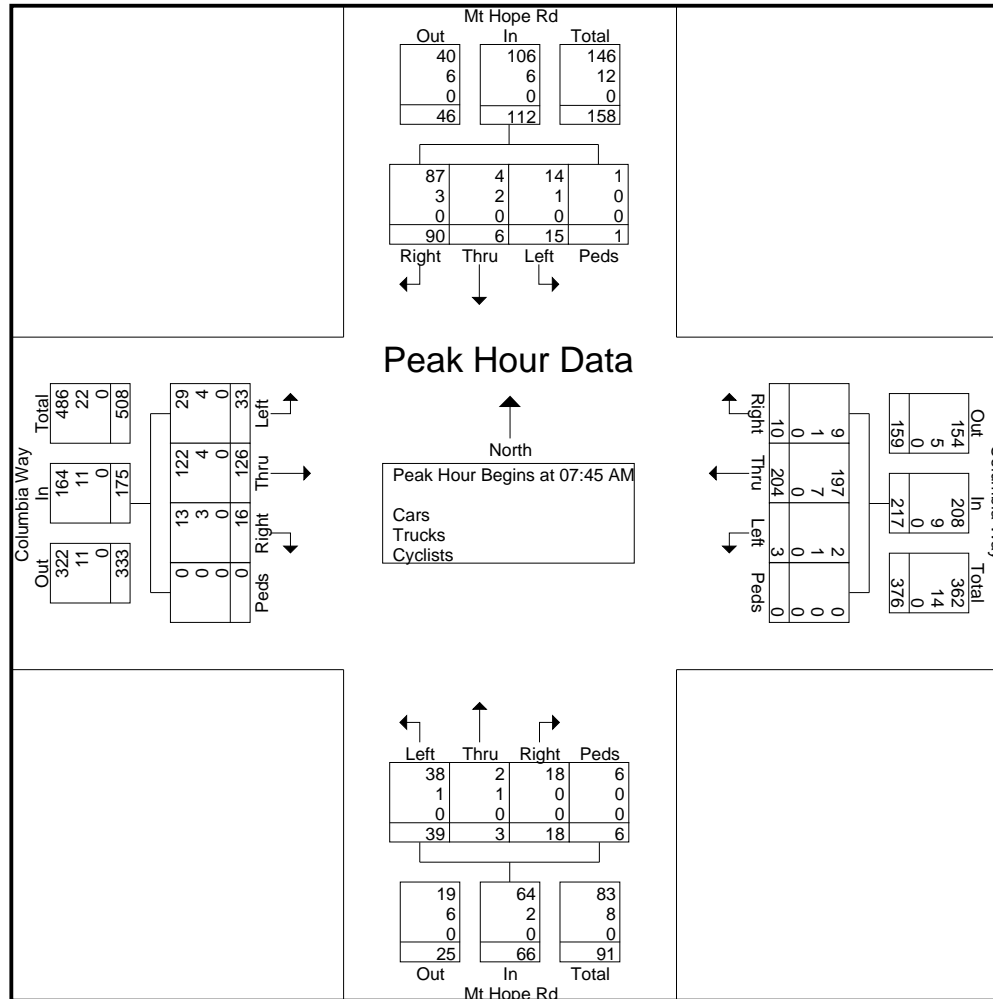 Mt Hope Rd
Out In Total
40 106 146
6 6 12
0 0 0
46 112 158
87 4 14 1
3 2 1 0
0 0 0 0
90 6 15 1
Right Thru Left Peds
Peak Hour Data
North
Peak Hour Begins at 07:45 AM
Cars
Trucks
Cyclists
Columbia Way
Out In Total
322 164 486
11 11 22
0 0 0
333 175 508
Peds Right Thru Left
0 13 122 29
0 3 4 4
0 0 0 0
0 16 126 33
Out In Total
154 208 362
5 9 14
0 0 0
159 217 376
9 197 2 0
1 7 1 0
0 0 0 0
10 204 3 0
Right Thru Left Peds
Left Thru Right Peds
38 2 18 6
1 1 0 0
0 0 0 0
39 3 18 6
19 64 83
6 2 8
0 0 0
25 66 91
Out In Total
Mt Hope Rd